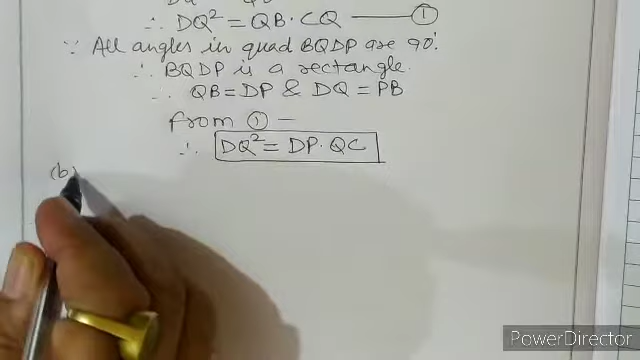 ∴ DQ² = QB · CQ —— ①
∵ All angles in quad BQDP are 90°.
∴ BQDP is a rectangle.
∴ QB = DP & DQ = PB
from ① –
∴ DQ² = DP · QC
(b)
PowerDirector